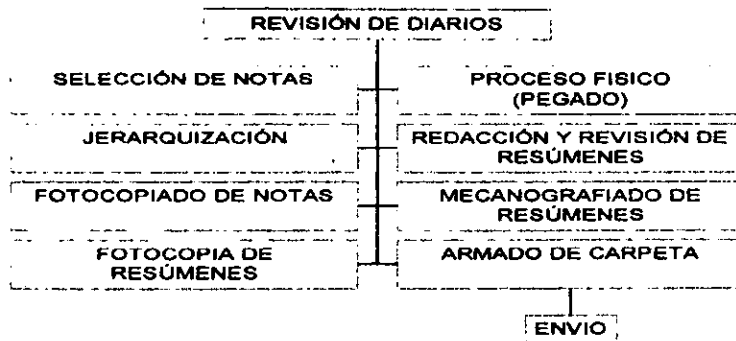 REVISIÓN DE DIARIOS
SELECCIÓN DE NOTAS
PROCESO FISICO
(PEGADO)
JERARQUIZACIÓN
REDACCIÓN Y REVISIÓN DE
RESÚMENES
FOTOCOPIADO DE NOTAS
MECANOGRAFIADO DE
RESÚMENES
FOTOCOPIA DE
RESÚMENES
ARMADO DE CARPETA
ENVIO